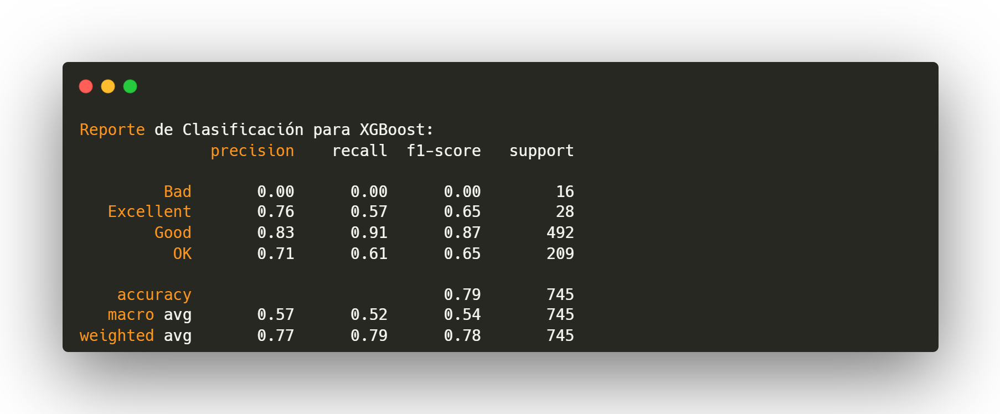 Reporte de Clasificación para XGBoost:
precision recall f1-score support
Bad 0.00 0.00 0.00 16
Excellent 0.76 0.57 0.65 28
Good 0.83 0.91 0.87 492
OK 0.71 0.61 0.65 209
accuracy 0.79 745
macro avg 0.57 0.52 0.54 745
weighted avg 0.77 0.79 0.78 745